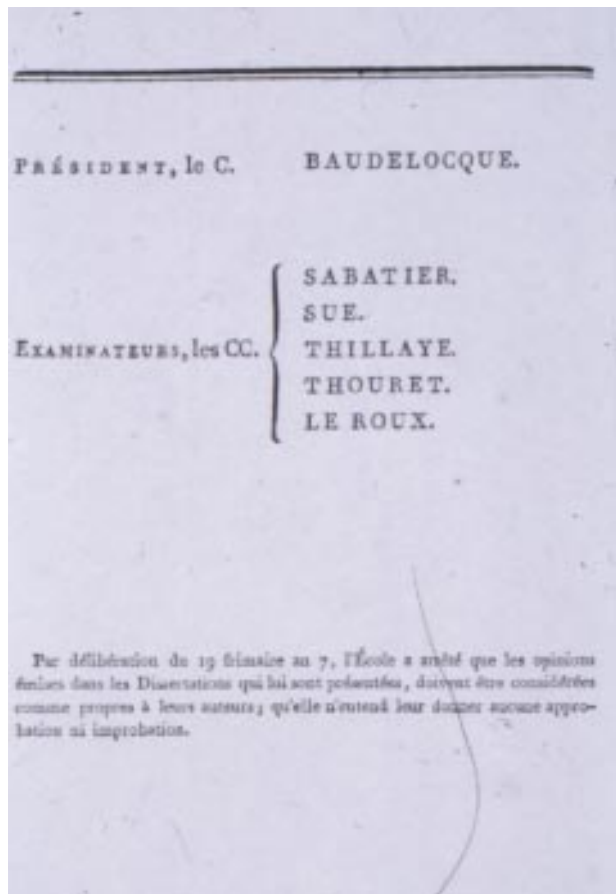 PRÉSIDENT, le C. BAUDELOCQUE.
SABATIER.
SUE.
EXAMINATEURS, les CC. THILLAYE.
THOURET.
LE ROUX.
Par délibération du 19 frimaire an 7, l'École a arrêté que les opinions
émises dans les Dissertations qui lui sont présentées, doivent être considérées
comme propres à leurs auteurs; qu'elle n'entend leur donner aucune appro-
bation ni improbation.